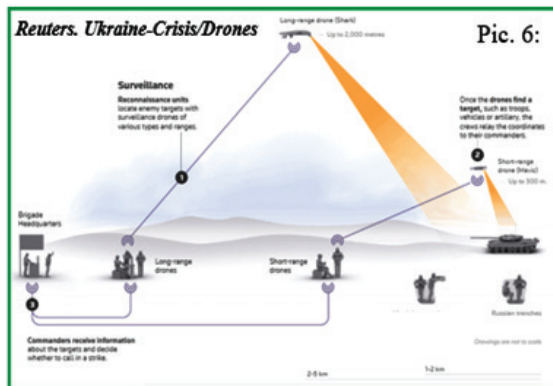 Reuters. Ukraine-Crisis/Drones
Pic. 6:
Long-range drone (Shark)
Up to 2,000 metres
Surveillance
Reconnaissance units
locate enemy targets with
surveillance drones of
various types and ranges.
1
Once the drones find a
target, such as troops,
vehicles or artillery, the
crews relay the coordinates
to their commanders.
2
Short-range
drone (Mavic)
Up to 500 m.
Brigade
Headquarters
Long-range
drones
Short-range
drones
3
Russian trenches
Commanders receive information
about the targets and decide
whether to call in a strike.
Drawings are not to scale
2-5 km
1-2 km